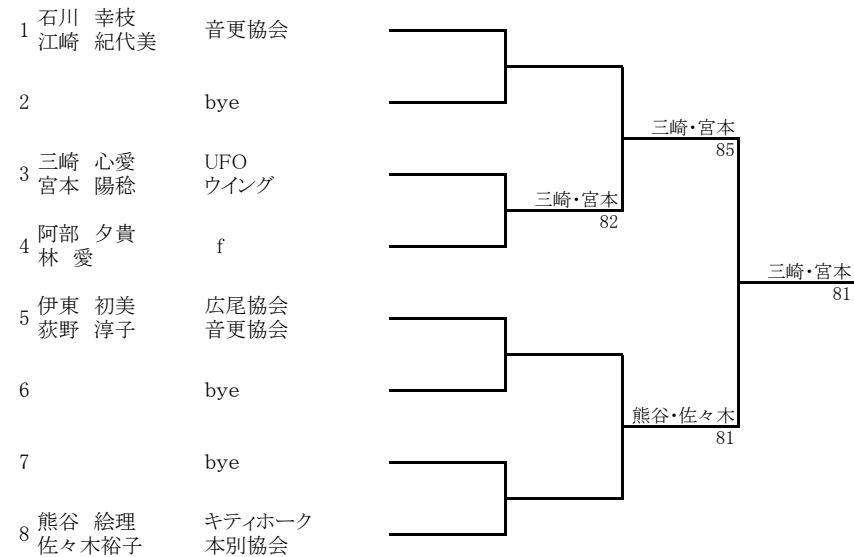 1 石川 幸枝 音更協会
江崎 紀代美
2 bye
三崎・宮本
85
3 三崎 心愛 UFO
宮本 陽稔 ウイング
三崎・宮本
82
4 阿部 夕貴 f
林 愛
三崎・宮本
81
5 伊東 初美 広尾協会
荻野 淳子 音更協会
6 bye
熊谷・佐々木
81
7 bye
8 熊谷 絵理 キティホーク
佐々木裕子 本別協会